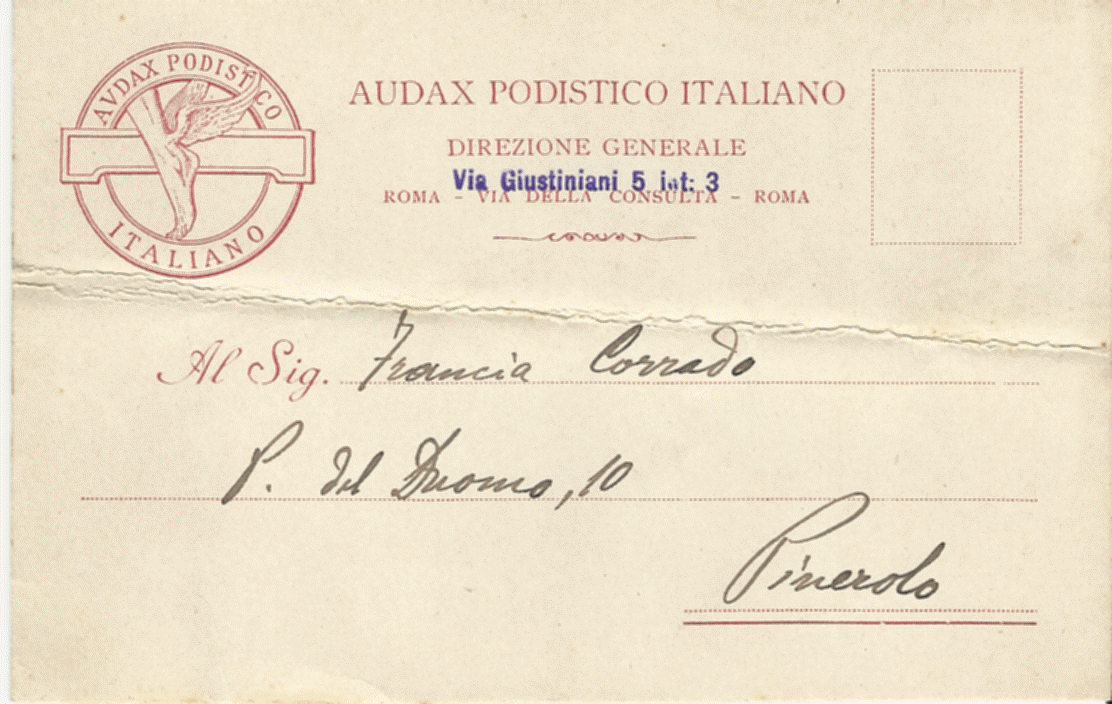 AUDAX PODISTICO
ITALIANO
AUDAX PODISTICO ITALIANO
DIREZIONE GENERALE
Via Giustiniani 5 int: 3
ROMA - VIA DELLA CONSULTA - ROMA
Al Sig. Francia Corrado
P. del Duomo, 10
Pinerolo